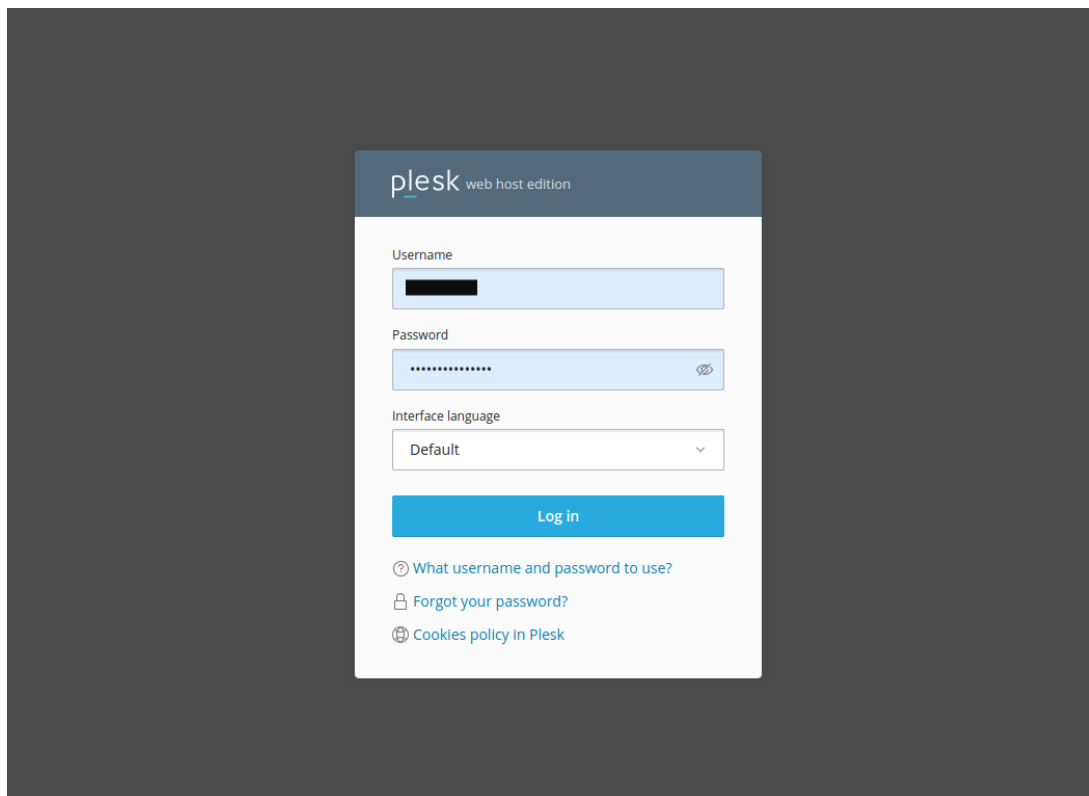 plesk web host edition
Username
Password
•••••••••••••••
Interface language
Default
Log in
What username and password to use?
Forgot your password?
Cookies policy in Plesk